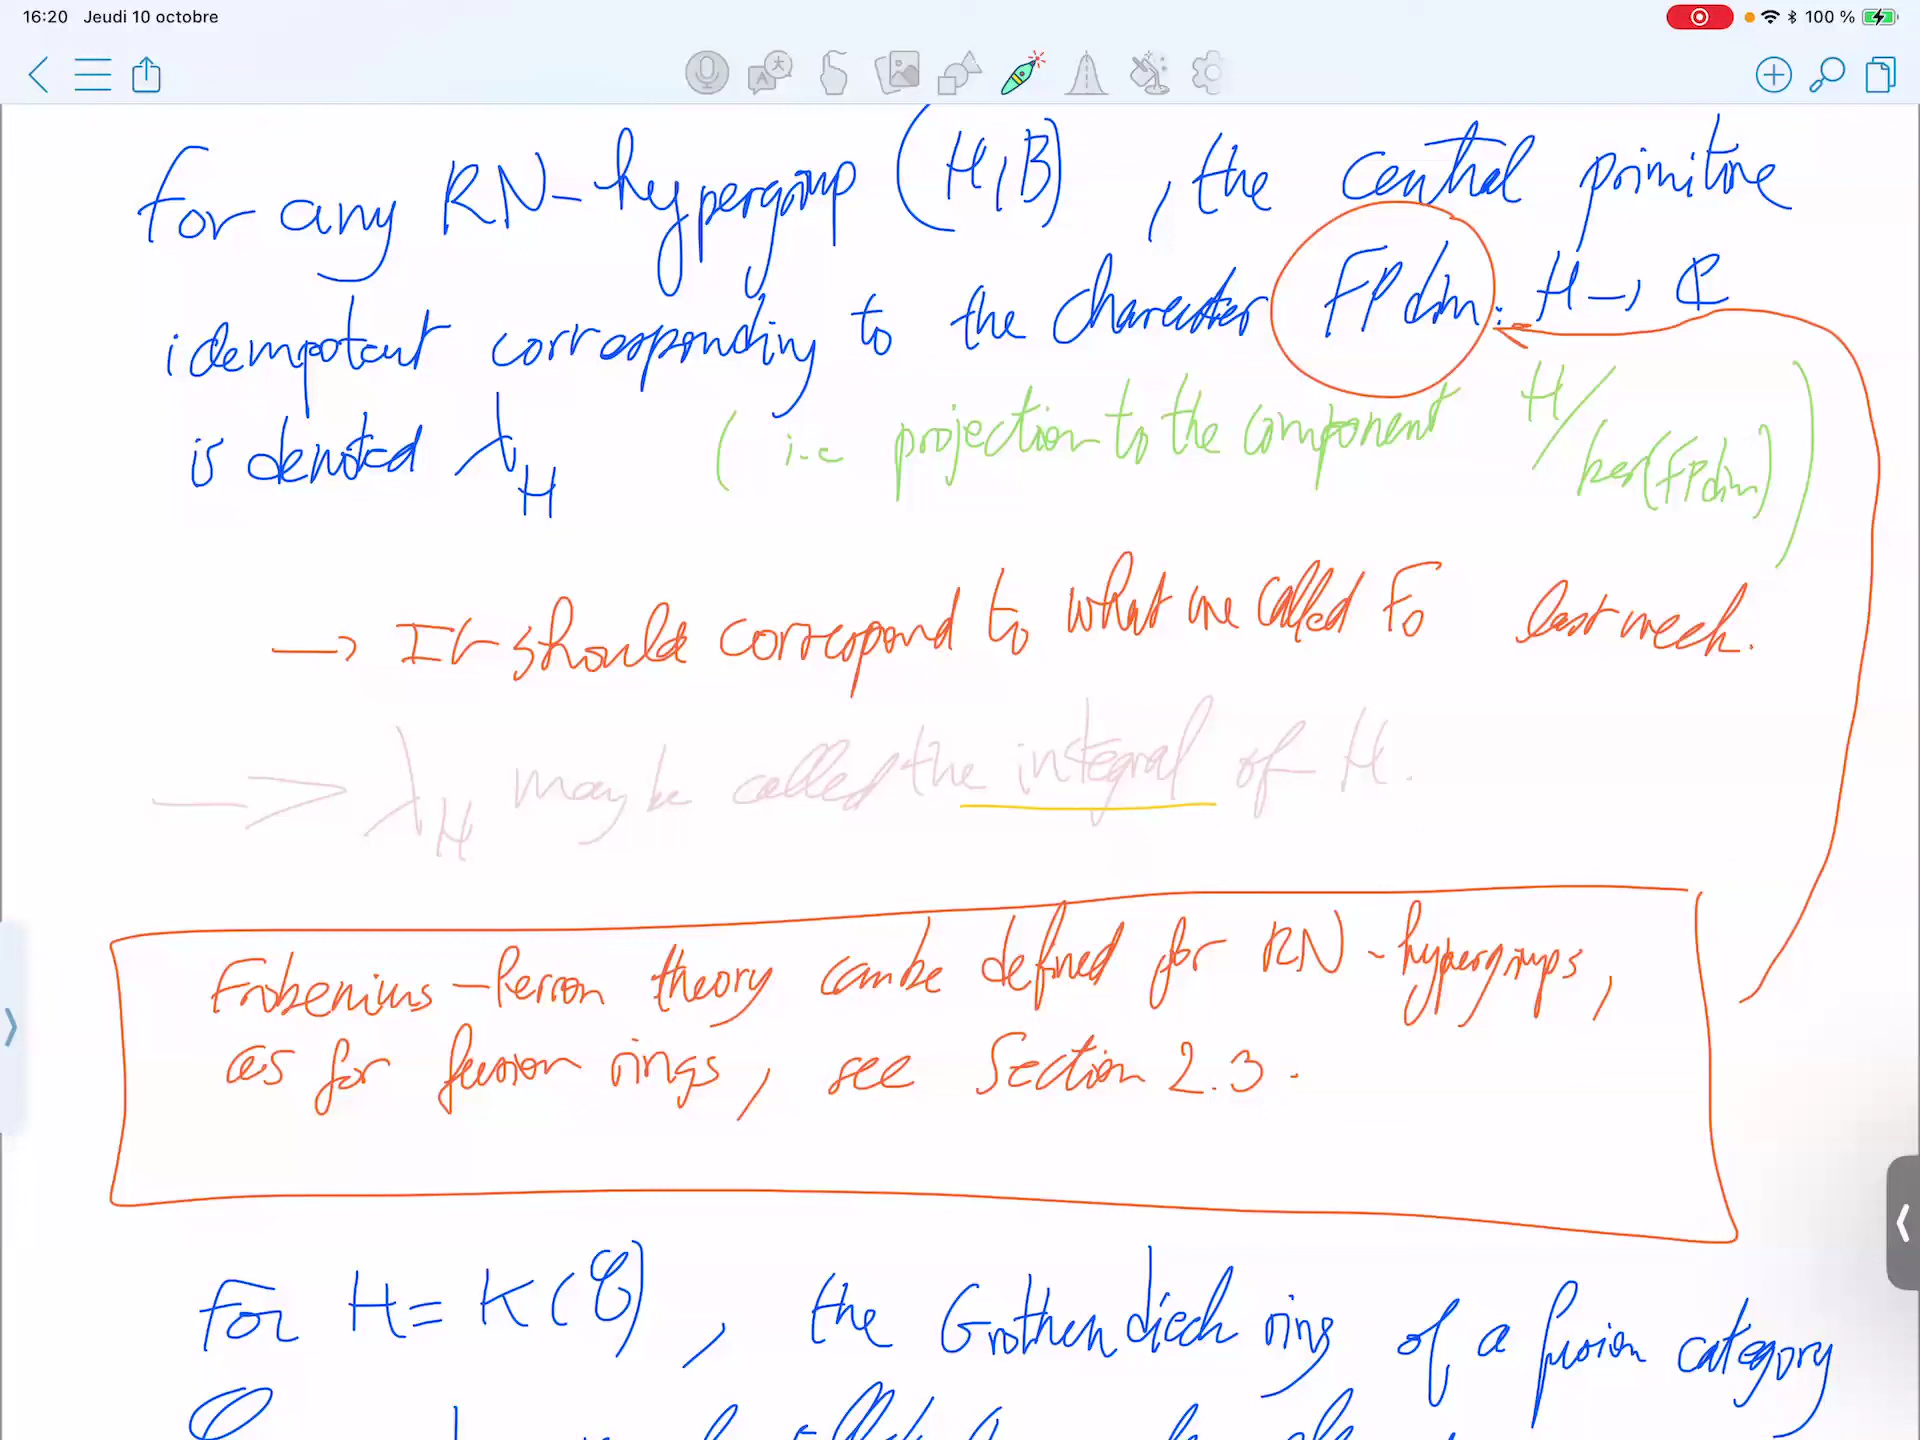 16:20 Jeudi 10 octobre 100 %
For any RN-hypergroup (H,B), the central primitive
idempotent corresponding to the character FPdim: H → ℂ
is denoted λ_H (i.e projection to the component H/ker(FPdim))
→ It should correspond to what we called F₀ last week.
→ λ_H may be called the integral of H.
Frobenius-Perron theory can be defined for RN-hypergroups,
as for fusion rings, see Section 2.3.
For H = K(𝒞), the Grothendieck ring of a fusion category